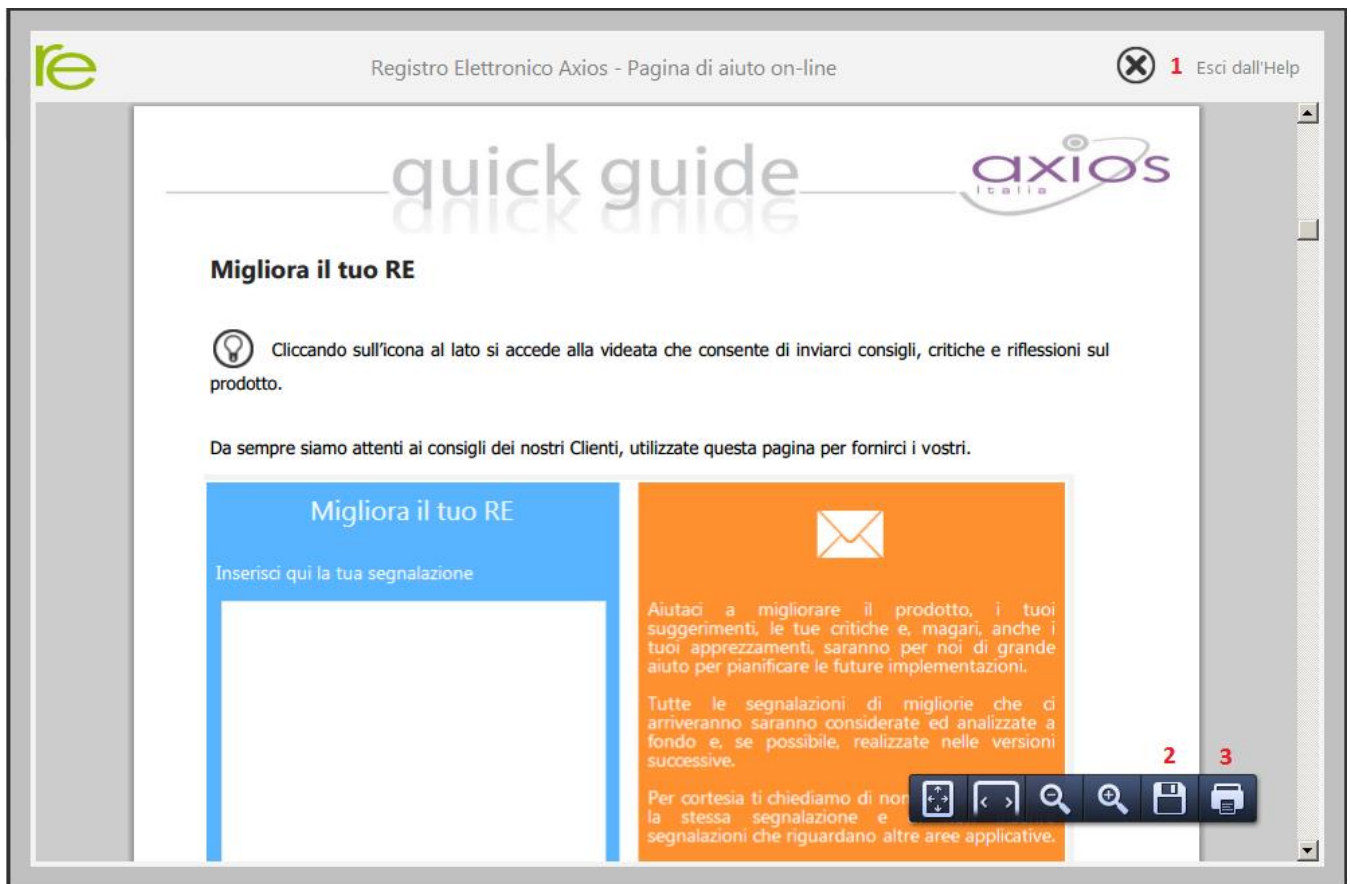 re
Registro Elettronico Axios - Pagina di aiuto on-line
1 Esci dall'Help
quick guide
axios
italia
Migliora il tuo RE
Cliccando sull'icona al lato si accede alla videata che consente di inviarci consigli, critiche e riflessioni sul
prodotto.
Da sempre siamo attenti ai consigli dei nostri Clienti, utilizzate questa pagina per fornirci i vostri.
Migliora il tuo RE
Inserisci qui la tua segnalazione
Aiutaci a migliorare il prodotto, i tuoi
suggerimenti, le tue critiche e, magari, anche i
tuoi apprezzamenti, saranno per noi di grande
aiuto per pianificare le future implementazioni.
Tutte le segnalazioni di migliorie che ci
arriveranno saranno considerate ed analizzate a
fondo e, se possibile, realizzate nelle versioni
successive.
2 3
Per cortesia ti chiediamo di non
la stessa segnalazione e
segnalazioni che riguardano altre aree applicative.